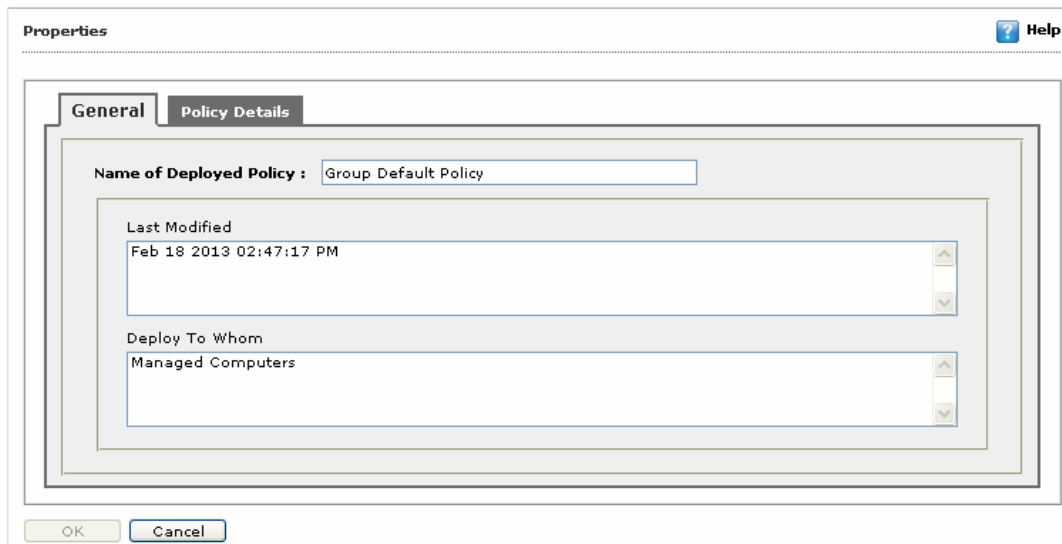 Properties
Help
General
Policy Details
Name of Deployed Policy :
Group Default Policy
Last Modified
Feb 18 2013 02:47:17 PM
Deploy To Whom
Managed Computers
OK
Cancel